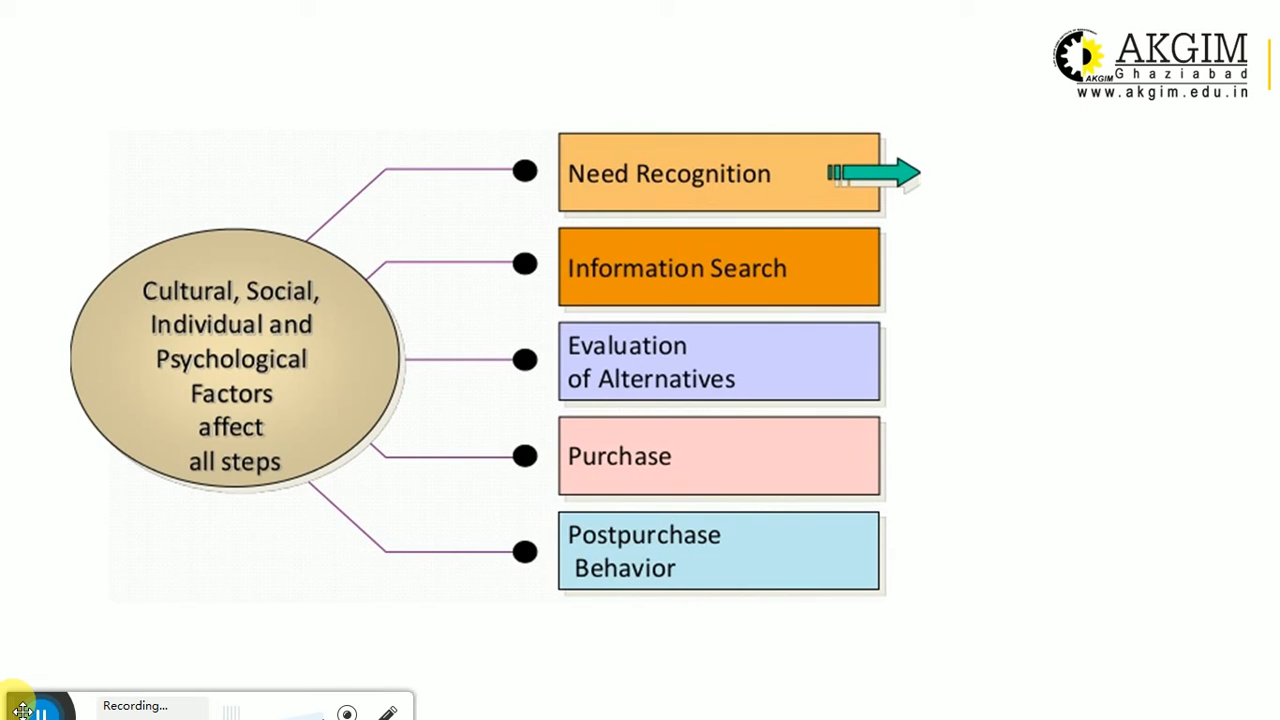 AKGIM
Ghaziabad
AKGIM
www.akgim.edu.in
Need Recognition
Information Search
Evaluation
of Alternatives
Purchase
Postpurchase
Behavior
Cultural, Social,
Individual and
Psychological
Factors
affect
all steps
Recording...